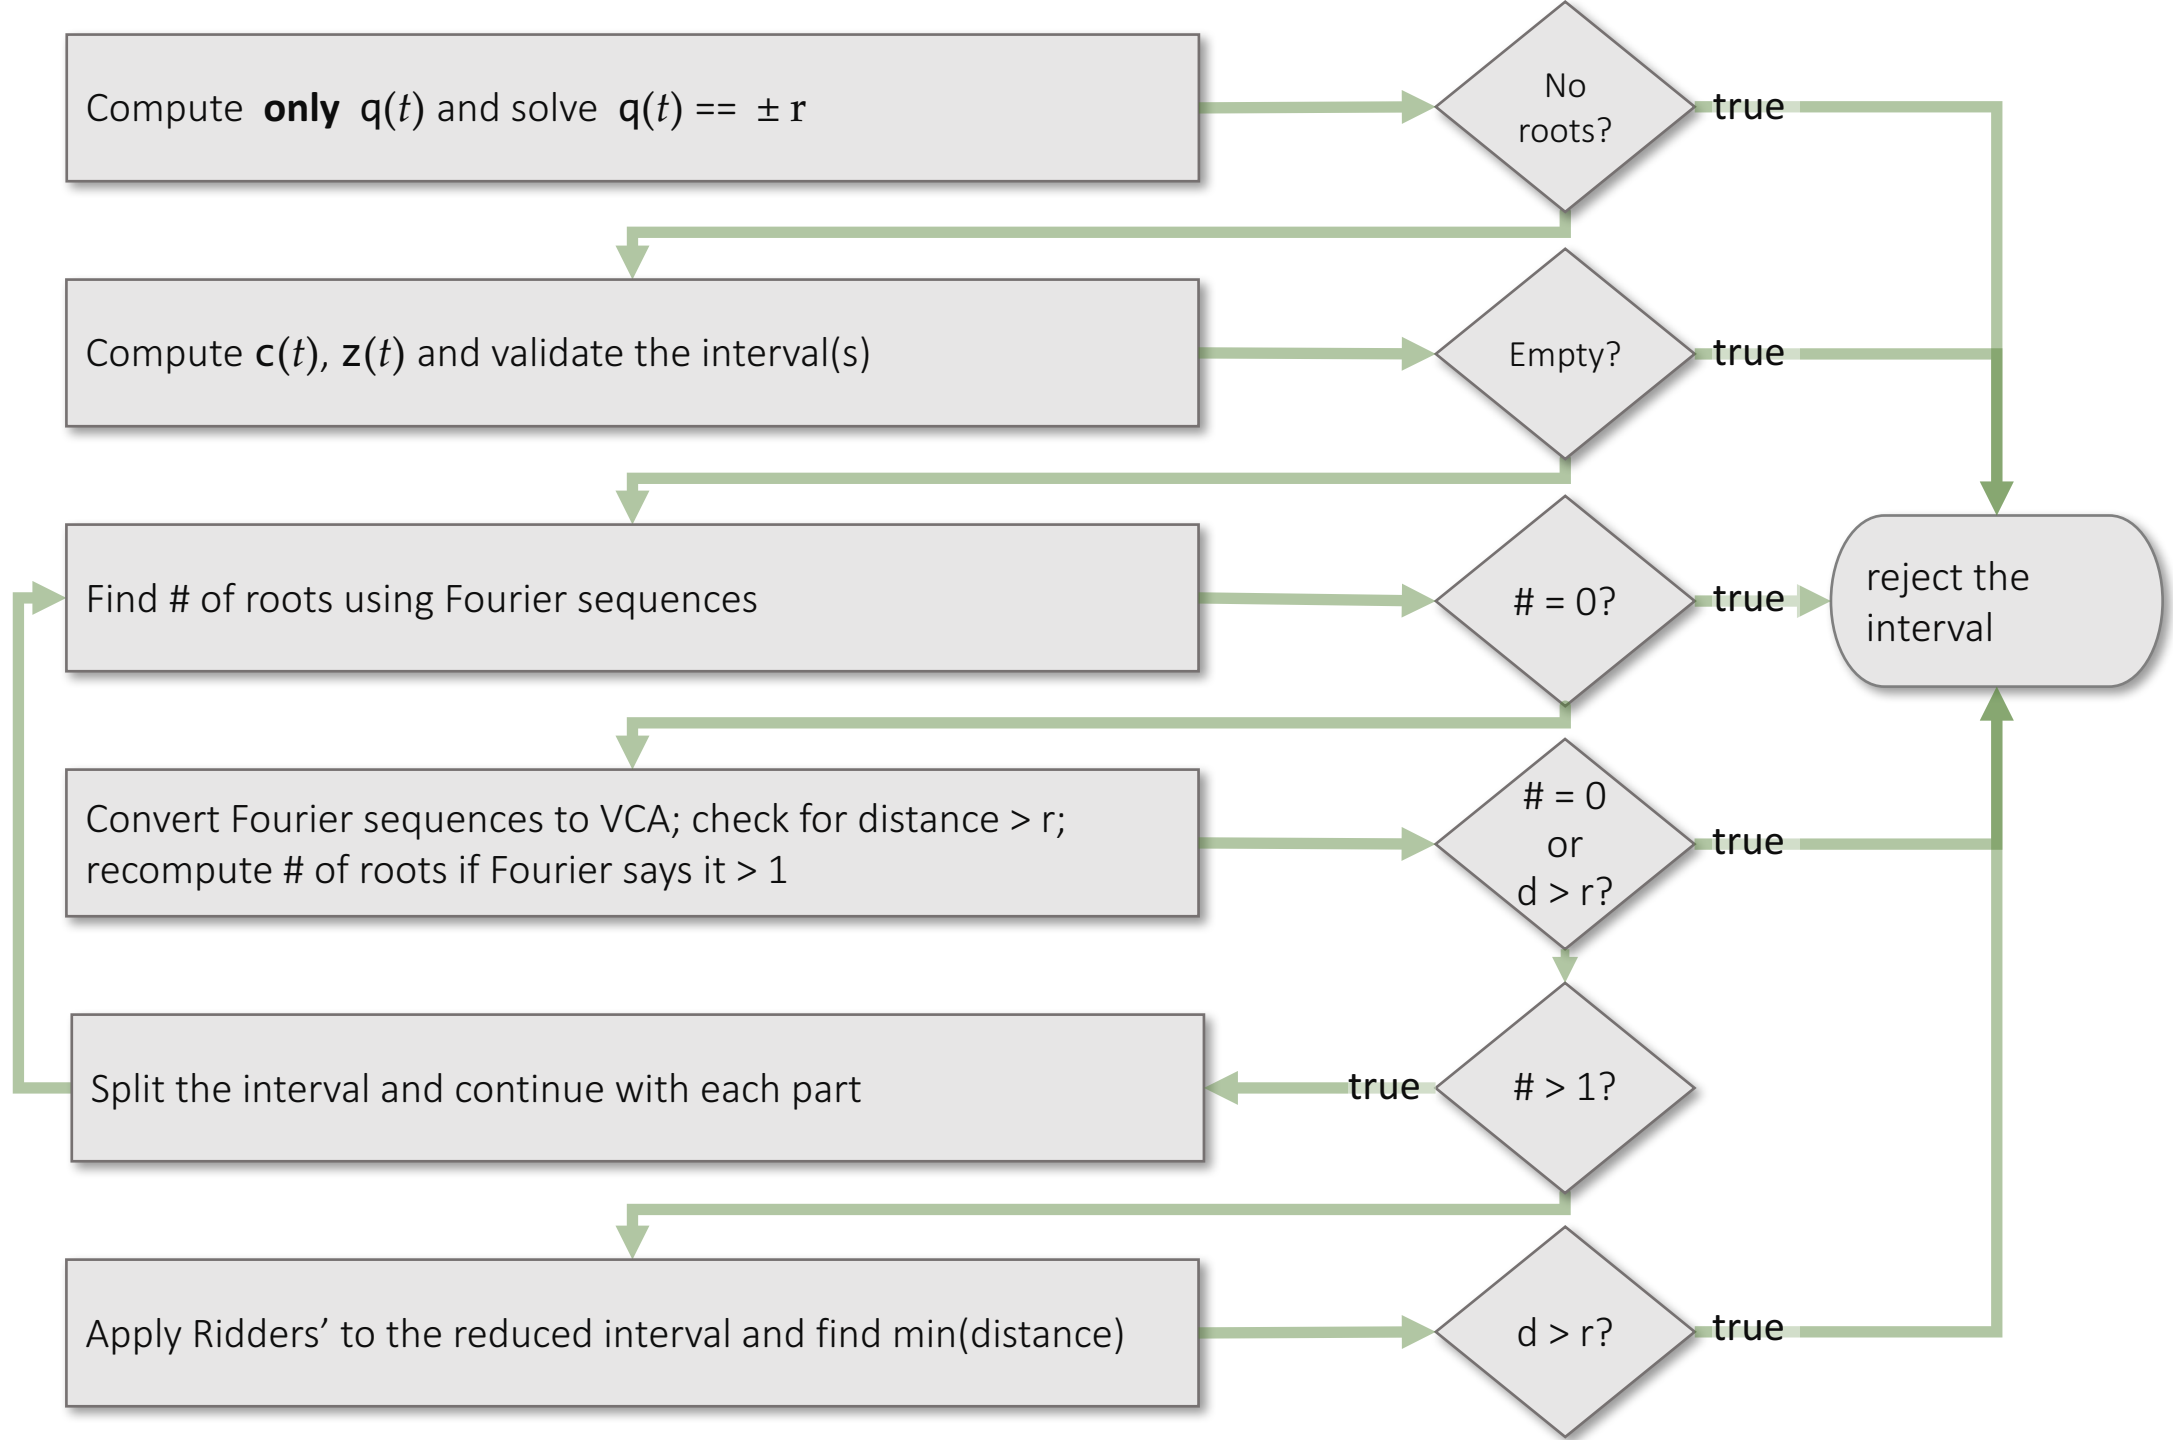 Compute only q(t) and solve q(t) == ± r
No
roots?
true
Compute c(t), z(t) and validate the interval(s)
Empty?
true
Find # of roots using Fourier sequences
# = 0?
true
reject the
interval
Convert Fourier sequences to VCA; check for distance > r;
recompute # of roots if Fourier says it > 1
# = 0
or
d > r?
true
Split the interval and continue with each part
true
# > 1?
Apply Ridders’ to the reduced interval and find min(distance)
d > r?
true